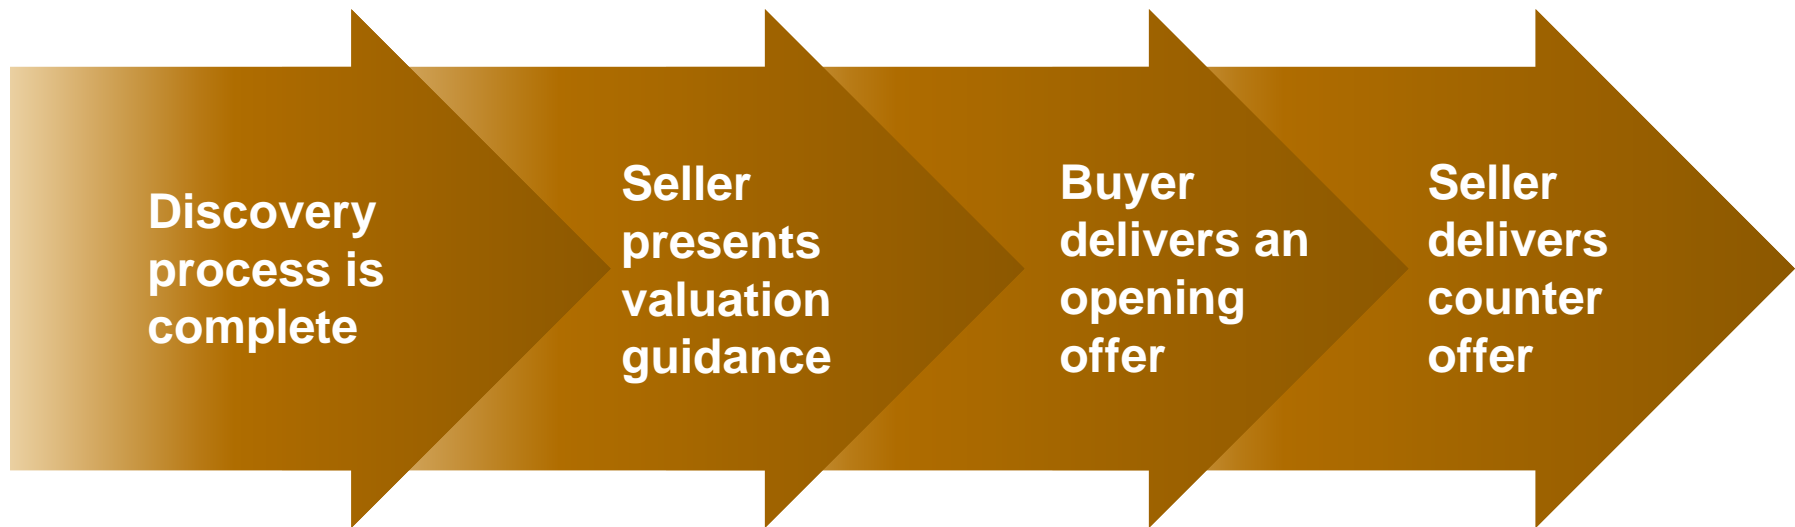 Discovery
process is
complete
Seller
presents
valuation
guidance
Buyer
delivers an
opening
offer
Seller
delivers
counter
offer